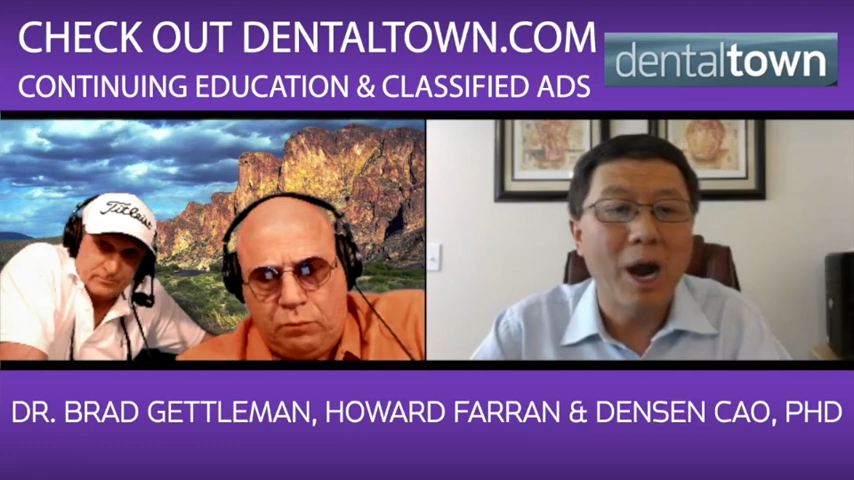 CHECK OUT DENTALTOWN.COM
dentaltown
CONTINUING EDUCATION & CLASSIFIED ADS
Titleist
DR. BRAD GETTLEMAN, HOWARD FARRAN & DENSEN CAO, PHD